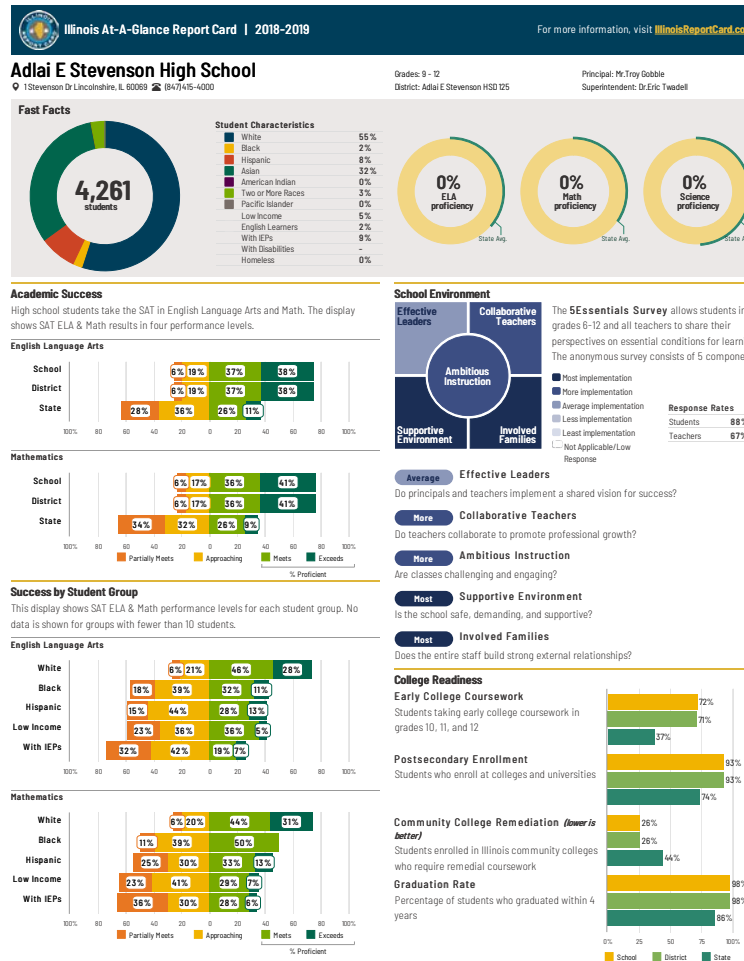 Illinois At-A-Glance Report Card | 2018-2019
For more information, visit IllinoisReportCard.co
Adlai E Stevenson High School
1 Stevenson Dr Lincolnshire, IL 60069 (847)415-4000
Grades: 9 - 12
District: Adlai E Stevenson HSD 125
Principal: Mr.Troy Gobble
Superintendent: Dr.Eric Twadell
Fast Facts
4,261
students
Student Characteristics
White 55%
Black 2%
Hispanic 8%
Asian 32%
American Indian 0%
Two or More Races 3%
Pacific Islander 0%
Low Income 5%
English Learners 2%
With IEPs 9%
With Disabilities -
Homeless 0%
0%
ELA
proficiency
State Avg.
0%
Math
proficiency
State Avg.
0%
Science
proficiency
State A
Academic Success
High school students take the SAT in English Language Arts and Math. The display
shows SAT ELA & Math results in four performance levels.
English Language Arts
School 6% 19% 37% 38%
District 6% 19% 37% 38%
State 28% 36% 26% 11%
100% 80 60 40 20 0 20 40 60 80 100%
Mathematics
School 6% 17% 36% 41%
District 6% 17% 36% 41%
State 34% 32% 26% 9%
100% 80 60 40 20 0 20 40 60 80 100%
Partially Meets Approaching Meets Exceeds
% Proficient
Success by Student Group
This display shows SAT ELA & Math performance levels for each student group. No
data is shown for groups with fewer than 10 students.
English Language Arts
White 6% 21% 46% 28%
Black 18% 39% 32% 11%
Hispanic 15% 44% 28% 13%
Low Income 23% 36% 36% 5%
With IEPs 32% 42% 19% 7%
100% 80 60 40 20 0 20 40 60 80 100%
Mathematics
White 6% 20% 44% 31%
Black 11% 39% 50%
Hispanic 25% 30% 33% 13%
Low Income 23% 41% 29% 7%
With IEPs 36% 30% 28% 6%
100% 80 60 40 20 0 20 40 60 80 100%
Partially Meets Approaching Meets Exceeds
% Proficient
School Environment
Effective
Leaders
Collaborative
Teachers
Ambitious
Instruction
Supportive
Environment
Involved
Families
The 5Essentials Survey allows students in
grades 6-12 and all teachers to share their
perspectives on essential conditions for learn
The anonymous survey consists of 5 compone
Most implementation
More implementation
Average implementation
Less implementation
Least implementation
Not Applicable/Low
Response
Response Rates
Students 88%
Teachers 67%
Average Effective Leaders
Do principals and teachers implement a shared vision for success?
More Collaborative Teachers
Do teachers collaborate to promote professional growth?
More Ambitious Instruction
Are classes challenging and engaging?
Most Supportive Environment
Is the school safe, demanding, and supportive?
Most Involved Families
Does the entire staff build strong external relationships?
College Readiness
Early College Coursework
Students taking early college coursework in
grades 10, 11, and 12
72%
71%
37%
Postsecondary Enrollment
Students who enroll at colleges and universities
93%
93%
74%
Community College Remediation (lower is
better)
Students enrolled in Illinois community colleges
who require remedial coursework
26%
26%
44%
Graduation Rate
Percentage of students who graduated within 4
years
98%
98%
86%
0% 25 50 75 100%
School District State